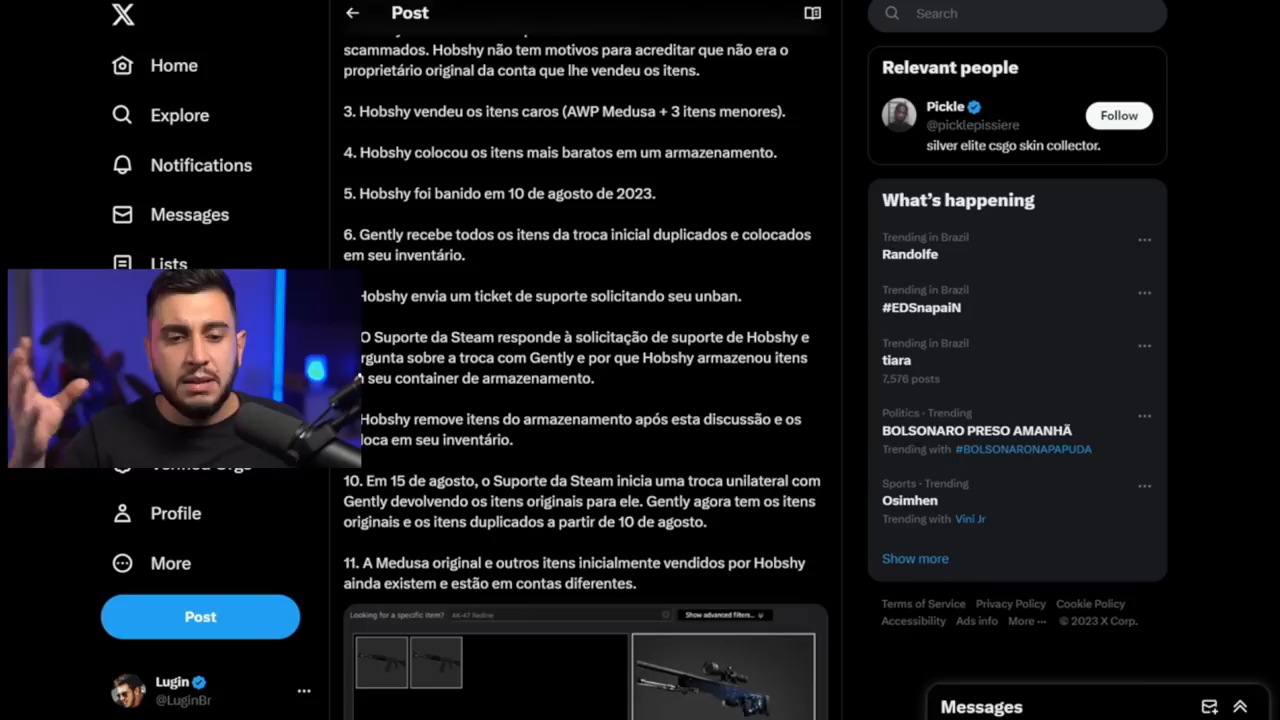 Home
Explore
Notifications
Messages
Lists
Profile
More
Post
Lugin
@LuginBr
Post
scammados. Hobshy não tem motivos para acreditar que não era o
proprietário original da conta que lhe vendeu os itens.
3. Hobshy vendeu os itens caros (AWP Medusa + 3 itens menores).
4. Hobshy colocou os itens mais baratos em um armazenamento.
5. Hobshy foi banido em 10 de agosto de 2023.
6. Gently recebe todos os itens da troca inicial duplicados e colocados
em seu inventário.
Hobshy envia um ticket de suporte solicitando seu unban.
O Suporte da Steam responde à solicitação de suporte de Hobshy e
rgunta sobre a troca com Gently e por que Hobshy armazenou itens
seu container de armazenamento.
Hobshy remove itens do armazenamento após esta discussão e os
loca em seu inventário.
10. Em 15 de agosto, o Suporte da Steam inicia uma troca unilateral com
Gently devolvendo os itens originais para ele. Gently agora tem os itens
originais e os itens duplicados a partir de 10 de agosto.
11. A Medusa original e outros itens inicialmente vendidos por Hobshy
ainda existem e estão em contas diferentes.
Looking for a specific item? AK-47 Redline
Show advanced filters...
Search
Relevant people
Pickle
@picklepissiere
Follow
silver elite csgo skin collector.
What's happening
Trending in Brazil
Randolfe
Trending in Brazil
#EDSnapaiN
Trending in Brazil
tiara
7,576 posts
Politics · Trending
BOLSONARO PRESO AMANHÃ
Trending with #BOLSONARONAPAPUDA
Sports · Trending
Osimhen
Trending with Vini Jr
Show more
Terms of Service Privacy Policy Cookie Policy
Accessibility Ads info More ··· © 2023 X Corp.
Messages